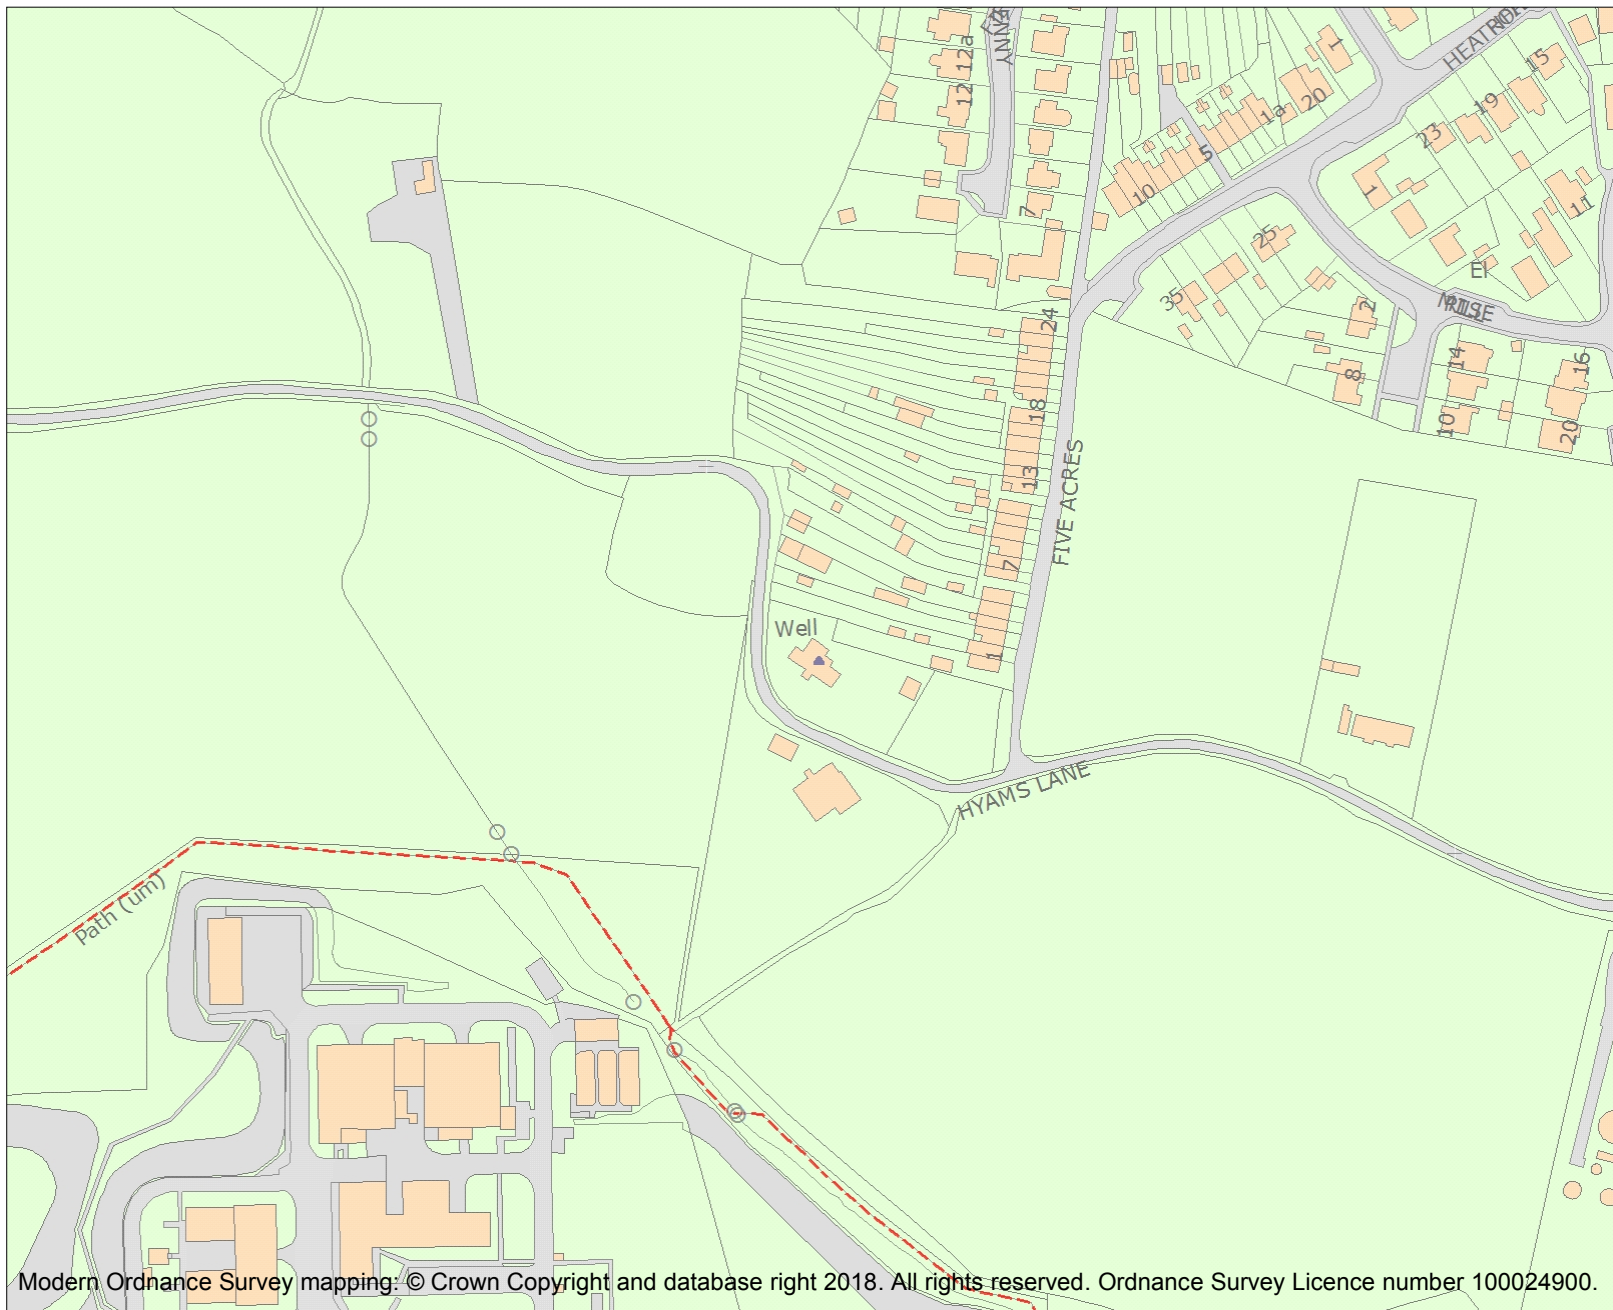 ENNY
12a
12
7
1
20
1a
5
10
15
19
23
1
11
25
35
El
2
8
14
16
10
20
24
18
13
FIVE ACRES
7
1
Well
HYAMS LANE
Path (um)
Modern Ordnance Survey mapping: © Crown Copyright and database right 2018. All rights reserved. Ordnance Survey Licence number 100024900.